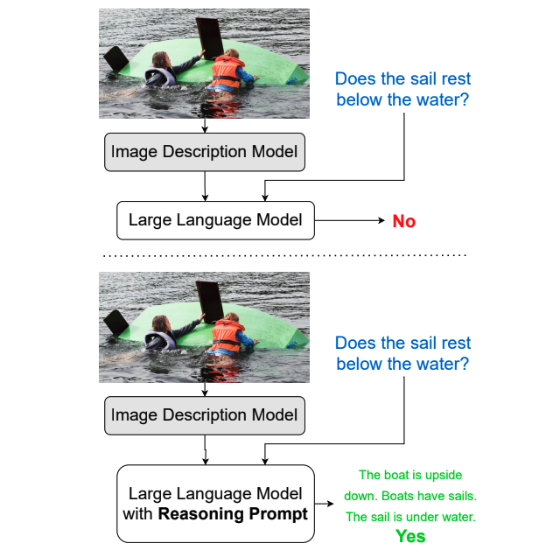 Does the sail rest
below the water?
Image Description Model
Large Language Model
No
Does the sail rest
below the water?
Image Description Model
Large Language Model
with Reasoning Prompt
The boat is upside
down. Boats have sails.
The sail is under water.
Yes